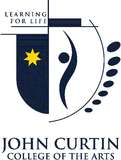 LEARNING
FOR LIFE
JOHN CURTIN
COLLEGE OF THE ARTS